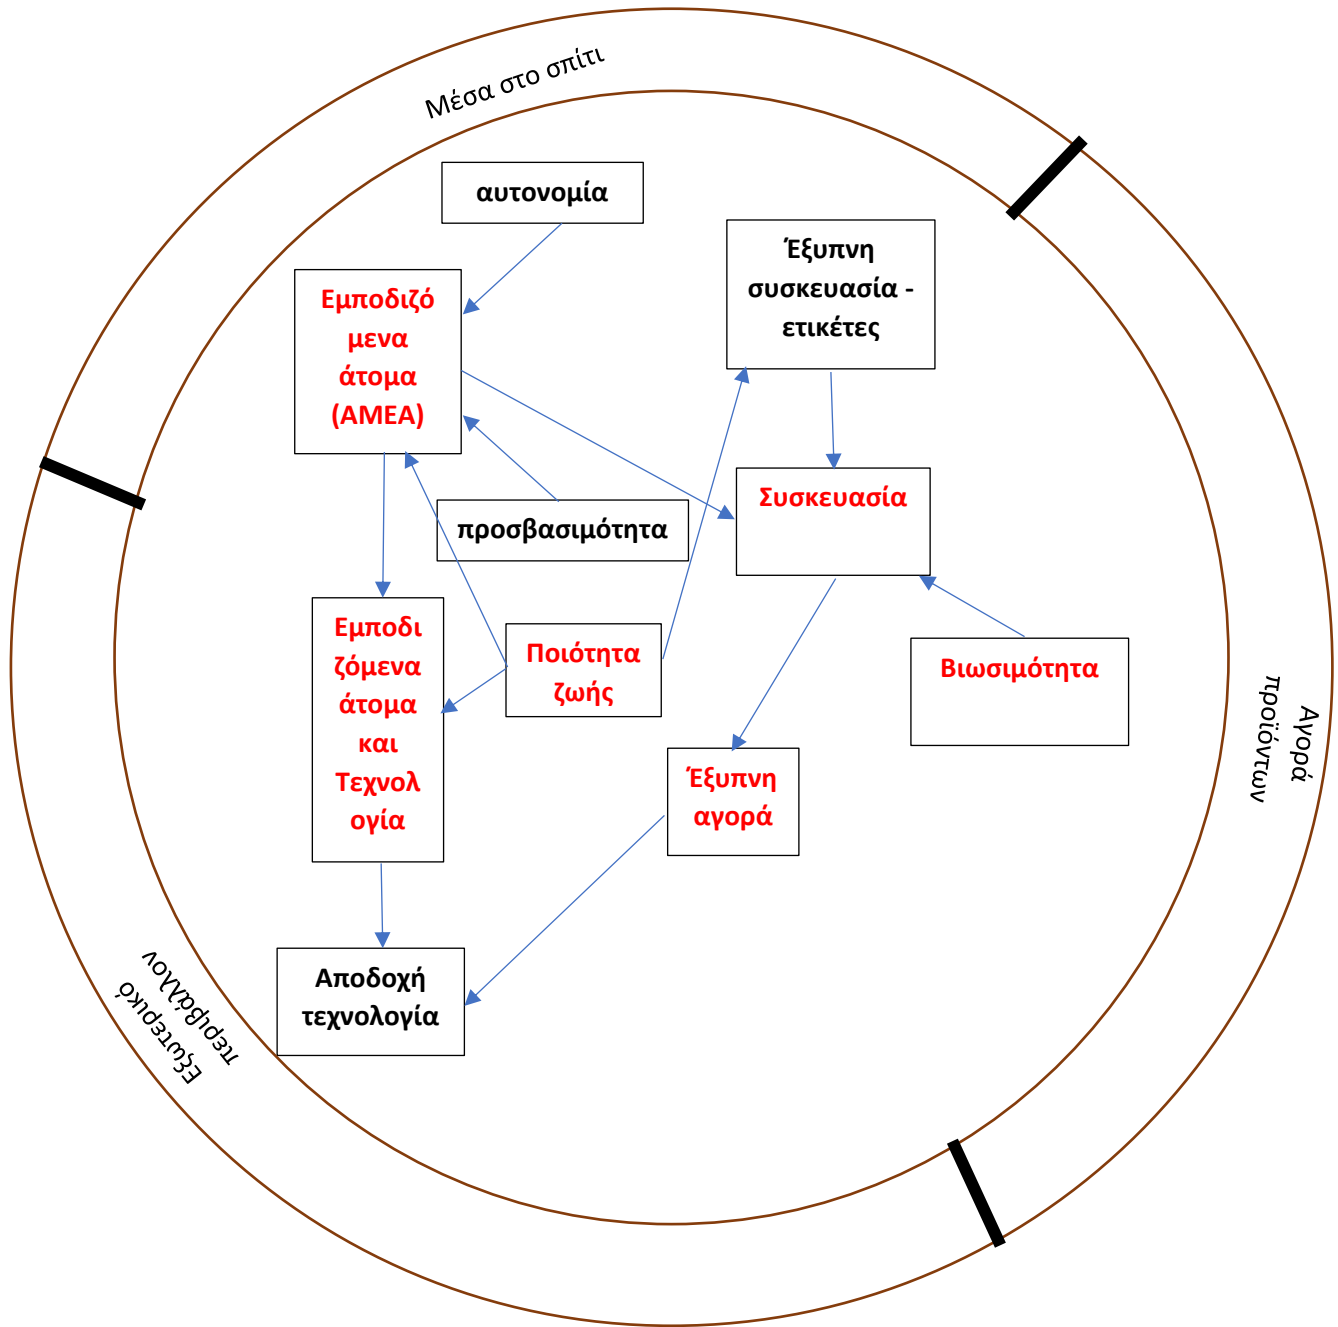 Μέσα στο σπίτι
αυτονομία
Έξυπνη
συσκευασία -
ετικέτες
Εμποδιζό
μενα
άτομα
(ΑΜΕΑ)
Συσκευασία
προσβασιμότητα
Εμποδι
ζόμενα
άτομα
και
Τεχνολ
ογία
Ποιότητα
ζωής
Βιωσιμότητα
Αγορά
προϊόντων
Έξυπνη
αγορά
Αποδοχή
τεχνολογία
Εξωτερικό
περιβάλλον